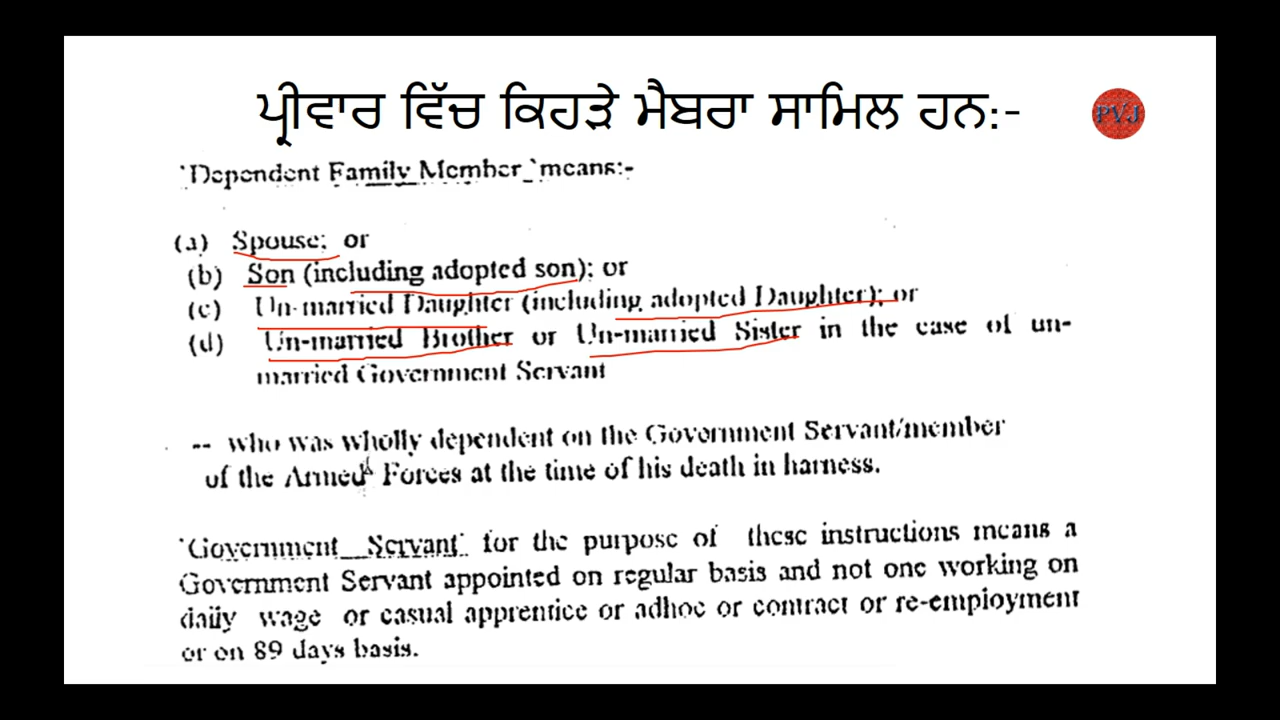 ਪ੍ਰੀਵਾਰ ਵਿੱਚ ਕਿਹੜੇ ਮੈਬਰਾ ਸਾਮਿਲ ਹਨ:-
PVJ
`Dependent Family Member `means:-
(a) Spouse; or
(b) Son (including adopted son); or
(c) Un-married Daughter (including adopted Daughter); or
(d) Un-married Brother or Un-married Sister in the case of un-
married Government Servant
-- who was wholly dependent on the Government Servant/member
of the Armed Forces at the time of his death in harness.
`Government Servant` for the purpose of these instructions means a
Government Servant appointed on regular basis and not one working on
daily wage or casual apprentice or adhoc or contract or re-employment
or on 89 days basis.